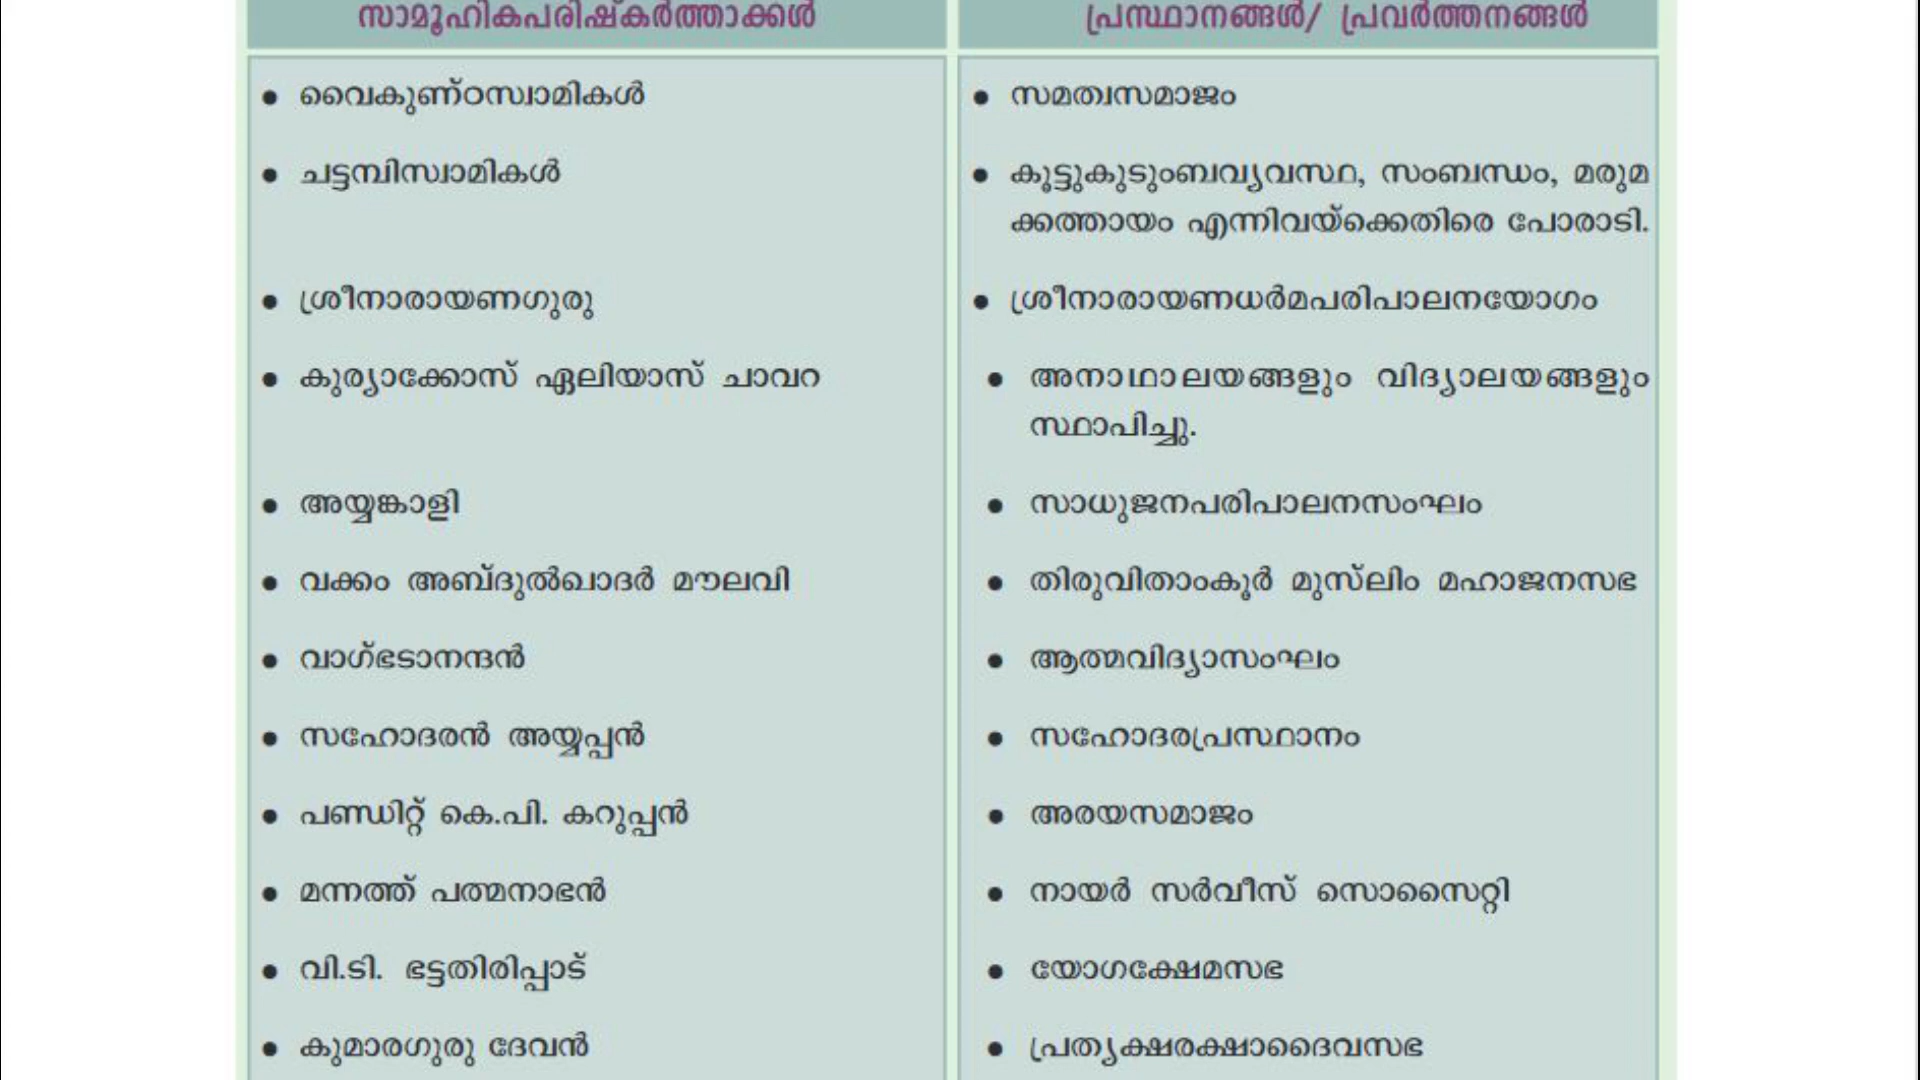 സാമൂഹികപരിഷ്കർത്താക്കൾ
പ്രസ്ഥാനങ്ങൾ/ പ്രവർത്തനങ്ങൾ
• വൈകുണ്ഠസ്വാമികൾ
• സമത്വസമാജം
• ചട്ടമ്പിസ്വാമികൾ
• കൂട്ടുകുടുംബവ്യവസ്ഥ, സംബന്ധം, മരുമ
ക്കത്തായം എന്നിവയ്ക്കെതിരെ പോരാടി.
• ശ്രീനാരായണഗുരു
• ശ്രീനാരായണധർമപരിപാലനയോഗം
• കുര്യാക്കോസ് ഏലിയാസ് ചാവറ
• അനാഥാലയങ്ങളും വിദ്യാലയങ്ങളും
സ്ഥാപിച്ചു.
• അയ്യങ്കാളി
• സാധുജനപരിപാലനസംഘം
• വക്കം അബ്ദുൽഖാദർ മൗലവി
• തിരുവിതാംകൂർ മുസ്‌ലിം മഹാജനസഭ
• വാഗ്ഭടാനന്ദൻ
• ആത്മവിദ്യാസംഘം
• സഹോദരൻ അയ്യപ്പൻ
• സഹോദരപ്രസ്ഥാനം
• പണ്ഡിറ്റ് കെ.പി. കറുപ്പൻ
• അരയസമാജം
• മന്നത്ത് പത്മനാഭൻ
• നായർ സർവീസ് സൊസൈറ്റി
• വി.ടി. ഭട്ടതിരിപ്പാട്
• യോഗക്ഷേമസഭ
• കുമാരഗുരു ദേവൻ
• പ്രത്യക്ഷരക്ഷാദൈവസഭ